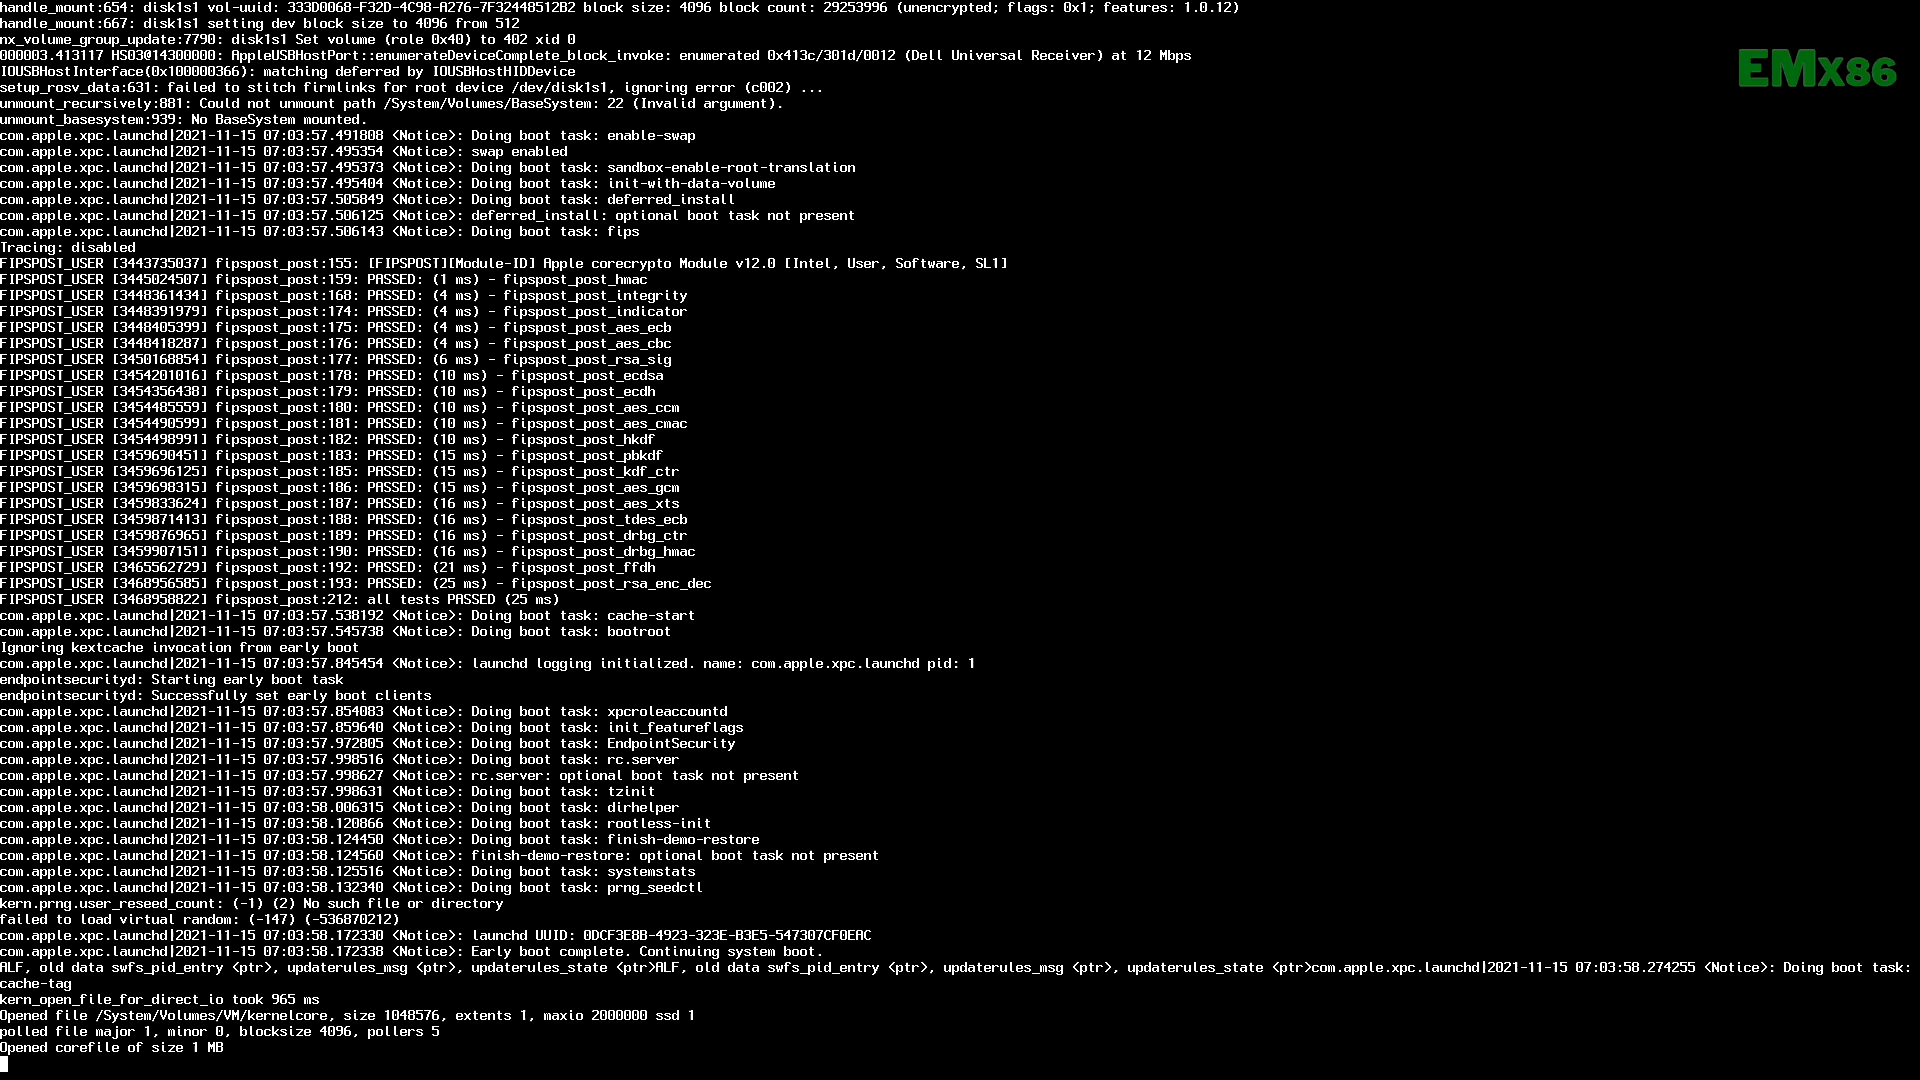 handle_mount:654: disk1s1 vol-uuid: 333D0068-F32D-4C98-A276-7F32448512B2 block size: 4096 block count: 29253996 (unencrypted; flags: 0x1; features: 1.0.12)
handle_mount:667: disk1s1 setting dev block size to 4096 from 512
nx_volume_group_update:7790: disk1s1 Set volume (role 0x40) to 402 xid 0
000003.413117 HS03@14300000: AppleUSBHostPort::enumerateDeviceComplete_block_invoke: enumerated 0x413c/301d/0012 (Dell Universal Receiver) at 12 Mbps
EMx86
IOUSBHostInterface(0x100000366): matching deferred by IOUSBHostHIDDevice
setup_rosv_data:631: failed to stitch firmlinks for root device /dev/disk1s1, ignoring error (c002) ...
unmount_recursively:881: Could not unmount path /System/Volumes/BaseSystem: 22 (Invalid argument).
unmount_basesystem:939: No BaseSystem mounted.
com.apple.xpc.launchd|2021-11-15 07:03:57.491808 <Notice>: Doing boot task: enable-swap
com.apple.xpc.launchd|2021-11-15 07:03:57.495354 <Notice>: swap enabled
com.apple.xpc.launchd|2021-11-15 07:03:57.495373 <Notice>: Doing boot task: sandbox-enable-root-translation
com.apple.xpc.launchd|2021-11-15 07:03:57.495404 <Notice>: Doing boot task: init-with-data-volume
com.apple.xpc.launchd|2021-11-15 07:03:57.505849 <Notice>: Doing boot task: deferred_install
com.apple.xpc.launchd|2021-11-15 07:03:57.506125 <Notice>: deferred_install: optional boot task not present
com.apple.xpc.launchd|2021-11-15 07:03:57.506143 <Notice>: Doing boot task: fips
Tracing: disabled
FIPSPOST_USER [3443735037] fipspost_post:155: [FIPSPOST][Module-ID] Apple corecrypto Module v12.0 [Intel, User, Software, SL1]
FIPSPOST_USER [3445024507] fipspost_post:159: PASSED: (1 ms) - fipspost_post_hmac
FIPSPOST_USER [3448361434] fipspost_post:168: PASSED: (4 ms) - fipspost_post_integrity
FIPSPOST_USER [3448391979] fipspost_post:174: PASSED: (4 ms) - fipspost_post_indicator
FIPSPOST_USER [3448405399] fipspost_post:175: PASSED: (4 ms) - fipspost_post_aes_ecb
FIPSPOST_USER [3448418287] fipspost_post:176: PASSED: (4 ms) - fipspost_post_aes_cbc
FIPSPOST_USER [3450168854] fipspost_post:177: PASSED: (6 ms) - fipspost_post_rsa_sig
FIPSPOST_USER [3454201016] fipspost_post:178: PASSED: (10 ms) - fipspost_post_ecdsa
FIPSPOST_USER [3454356438] fipspost_post:179: PASSED: (10 ms) - fipspost_post_ecdh
FIPSPOST_USER [3454485559] fipspost_post:180: PASSED: (10 ms) - fipspost_post_aes_ccm
FIPSPOST_USER [3454490599] fipspost_post:181: PASSED: (10 ms) - fipspost_post_aes_cmac
FIPSPOST_USER [3454498991] fipspost_post:182: PASSED: (10 ms) - fipspost_post_hkdf
FIPSPOST_USER [3459690451] fipspost_post:183: PASSED: (15 ms) - fipspost_post_pbkdf
FIPSPOST_USER [3459696125] fipspost_post:185: PASSED: (15 ms) - fipspost_post_kdf_ctr
FIPSPOST_USER [3459698315] fipspost_post:186: PASSED: (15 ms) - fipspost_post_aes_gcm
FIPSPOST_USER [3459833624] fipspost_post:187: PASSED: (16 ms) - fipspost_post_aes_xts
FIPSPOST_USER [3459871413] fipspost_post:188: PASSED: (16 ms) - fipspost_post_tdes_ecb
FIPSPOST_USER [3459876965] fipspost_post:189: PASSED: (16 ms) - fipspost_post_drbg_ctr
FIPSPOST_USER [3459907151] fipspost_post:190: PASSED: (16 ms) - fipspost_post_drbg_hmac
FIPSPOST_USER [3465562729] fipspost_post:192: PASSED: (21 ms) - fipspost_post_ffdh
FIPSPOST_USER [3468956585] fipspost_post:193: PASSED: (25 ms) - fipspost_post_rsa_enc_dec
FIPSPOST_USER [3468958822] fipspost_post:212: all tests PASSED (25 ms)
com.apple.xpc.launchd|2021-11-15 07:03:57.538192 <Notice>: Doing boot task: cache-start
com.apple.xpc.launchd|2021-11-15 07:03:57.545738 <Notice>: Doing boot task: bootroot
Ignoring kextcache invocation from early boot
com.apple.xpc.launchd|2021-11-15 07:03:57.845454 <Notice>: launchd logging initialized. name: com.apple.xpc.launchd pid: 1
endpointsecurityd: Starting early boot task
endpointsecurityd: Successfully set early boot clients
com.apple.xpc.launchd|2021-11-15 07:03:57.854083 <Notice>: Doing boot task: xpcroleaccountd
com.apple.xpc.launchd|2021-11-15 07:03:57.859640 <Notice>: Doing boot task: init_featureflags
com.apple.xpc.launchd|2021-11-15 07:03:57.972805 <Notice>: Doing boot task: EndpointSecurity
com.apple.xpc.launchd|2021-11-15 07:03:57.998516 <Notice>: Doing boot task: rc.server
com.apple.xpc.launchd|2021-11-15 07:03:57.998627 <Notice>: rc.server: optional boot task not present
com.apple.xpc.launchd|2021-11-15 07:03:57.998631 <Notice>: Doing boot task: tzinit
com.apple.xpc.launchd|2021-11-15 07:03:58.006315 <Notice>: Doing boot task: dirhelper
com.apple.xpc.launchd|2021-11-15 07:03:58.120866 <Notice>: Doing boot task: rootless-init
com.apple.xpc.launchd|2021-11-15 07:03:58.124450 <Notice>: Doing boot task: finish-demo-restore
com.apple.xpc.launchd|2021-11-15 07:03:58.124560 <Notice>: finish-demo-restore: optional boot task not present
com.apple.xpc.launchd|2021-11-15 07:03:58.125516 <Notice>: Doing boot task: systemstats
com.apple.xpc.launchd|2021-11-15 07:03:58.132340 <Notice>: Doing boot task: prng_seedctl
kern.prng.user_reseed_count: (-1) (2) No such file or directory
failed to load virtual random: (-147) (-536870212)
com.apple.xpc.launchd|2021-11-15 07:03:58.172330 <Notice>: launchd UUID: 0DCF3E8B-4923-323E-B3E5-547307CF0EAC
com.apple.xpc.launchd|2021-11-15 07:03:58.172338 <Notice>: Early boot complete. Continuing system boot.
ALF, old data swfs_pid_entry <ptr>, updaterules_msg <ptr>, updaterules_state <ptr>ALF, old data swfs_pid_entry <ptr>, updaterules_msg <ptr>, updaterules_state <ptr>com.apple.xpc.launchd|2021-11-15 07:03:58.274255 <Notice>: Doing boot task:
cache-tag
kern_open_file_for_direct_io took 965 ms
Opened file /System/Volumes/VM/kernelcore, size 1048576, extents 1, maxio 2000000 ssd 1
polled file major 1, minor 0, blocksize 4096, pollers 5
Opened corefile of size 1 MB